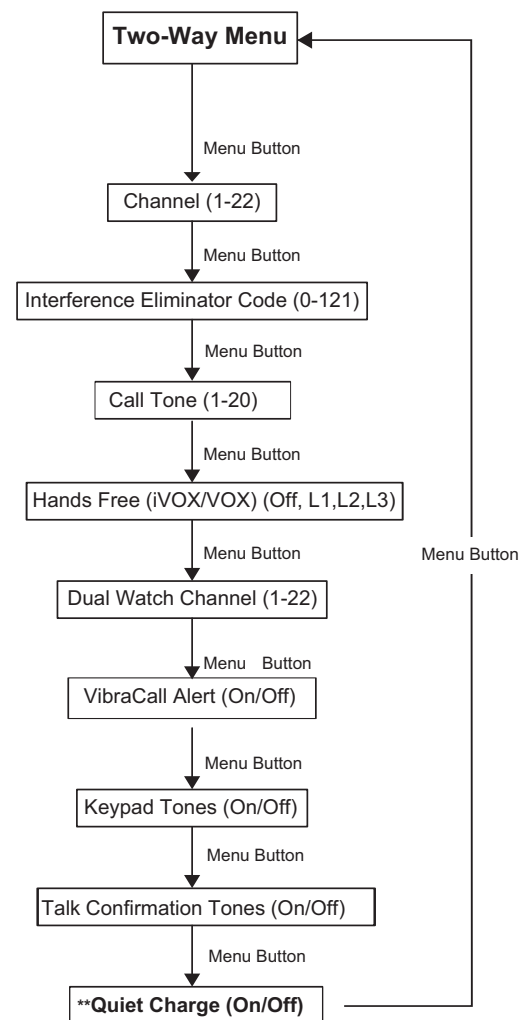 Two-Way Menu
Menu Button
Channel (1-22)
Menu Button
Interference Eliminator Code (0-121)
Menu Button
Call Tone (1-20)
Menu Button
Hands Free (iVOX/VOX) (Off, L1,L2,L3)
Menu Button
Menu Button
Dual Watch Channel (1-22)
Menu Button
VibraCall Alert (On/Off)
Menu Button
Keypad Tones (On/Off)
Menu Button
Talk Confirmation Tones (On/Off)
Menu Button
**Quiet Charge (On/Off)